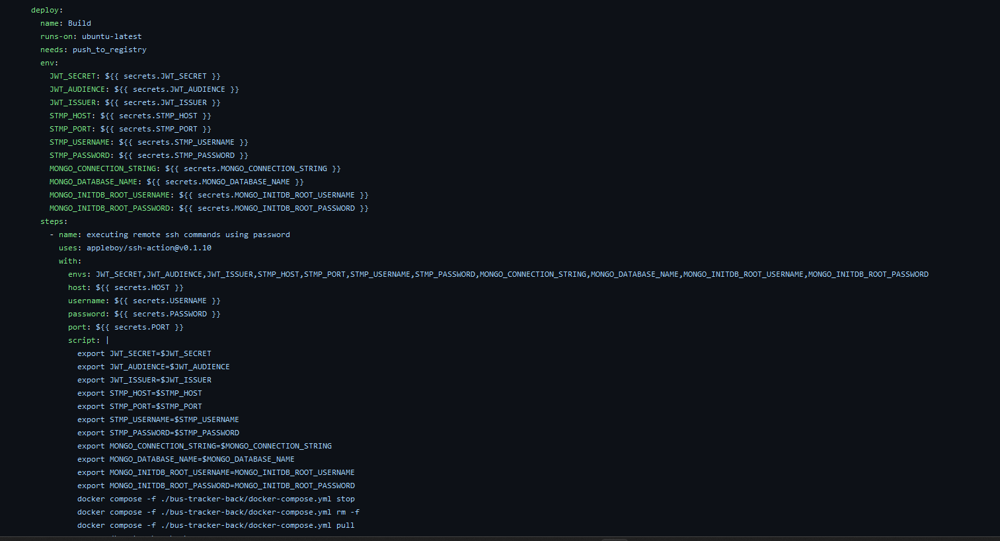 deploy:
name: Build
runs-on: ubuntu-latest
needs: push_to_registry
env:
JWT_SECRET: ${{ secrets.JWT_SECRET }}
JWT_AUDIENCE: ${{ secrets.JWT_AUDIENCE }}
JWT_ISSUER: ${{ secrets.JWT_ISSUER }}
STMP_HOST: ${{ secrets.STMP_HOST }}
STMP_PORT: ${{ secrets.STMP_PORT }}
STMP_USERNAME: ${{ secrets.STMP_USERNAME }}
STMP_PASSWORD: ${{ secrets.STMP_PASSWORD }}
MONGO_CONNECTION_STRING: ${{ secrets.MONGO_CONNECTION_STRING }}
MONGO_DATABASE_NAME: ${{ secrets.MONGO_DATABASE_NAME }}
MONGO_INITDB_ROOT_USERNAME: ${{ secrets.MONGO_INITDB_ROOT_USERNAME }}
MONGO_INITDB_ROOT_PASSWORD: ${{ secrets.MONGO_INITDB_ROOT_PASSWORD }}
steps:
- name: executing remote ssh commands using password
uses: appleboy/ssh-action@v0.1.10
with:
envs: JWT_SECRET,JWT_AUDIENCE,JWT_ISSUER,STMP_HOST,STMP_PORT,STMP_USERNAME,STMP_PASSWORD,MONGO_CONNECTION_STRING,MONGO_DATABASE_NAME,MONGO_INITDB_ROOT_USERNAME,MONGO_INITDB_ROOT_PASSWORD
host: ${{ secrets.HOST }}
username: ${{ secrets.USERNAME }}
password: ${{ secrets.PASSWORD }}
port: ${{ secrets.PORT }}
script: |
export JWT_SECRET=$JWT_SECRET
export JWT_AUDIENCE=$JWT_AUDIENCE
export JWT_ISSUER=$JWT_ISSUER
export STMP_HOST=$STMP_HOST
export STMP_PORT=$STMP_PORT
export STMP_USERNAME=$STMP_USERNAME
export STMP_PASSWORD=$STMP_PASSWORD
export MONGO_CONNECTION_STRING=$MONGO_CONNECTION_STRING
export MONGO_DATABASE_NAME=$MONGO_DATABASE_NAME
export MONGO_INITDB_ROOT_USERNAME=MONGO_INITDB_ROOT_USERNAME
export MONGO_INITDB_ROOT_PASSWORD=MONGO_INITDB_ROOT_PASSWORD
docker compose -f ./bus-tracker-back/docker-compose.yml stop
docker compose -f ./bus-tracker-back/docker-compose.yml rm -f
docker compose -f ./bus-tracker-back/docker-compose.yml pull